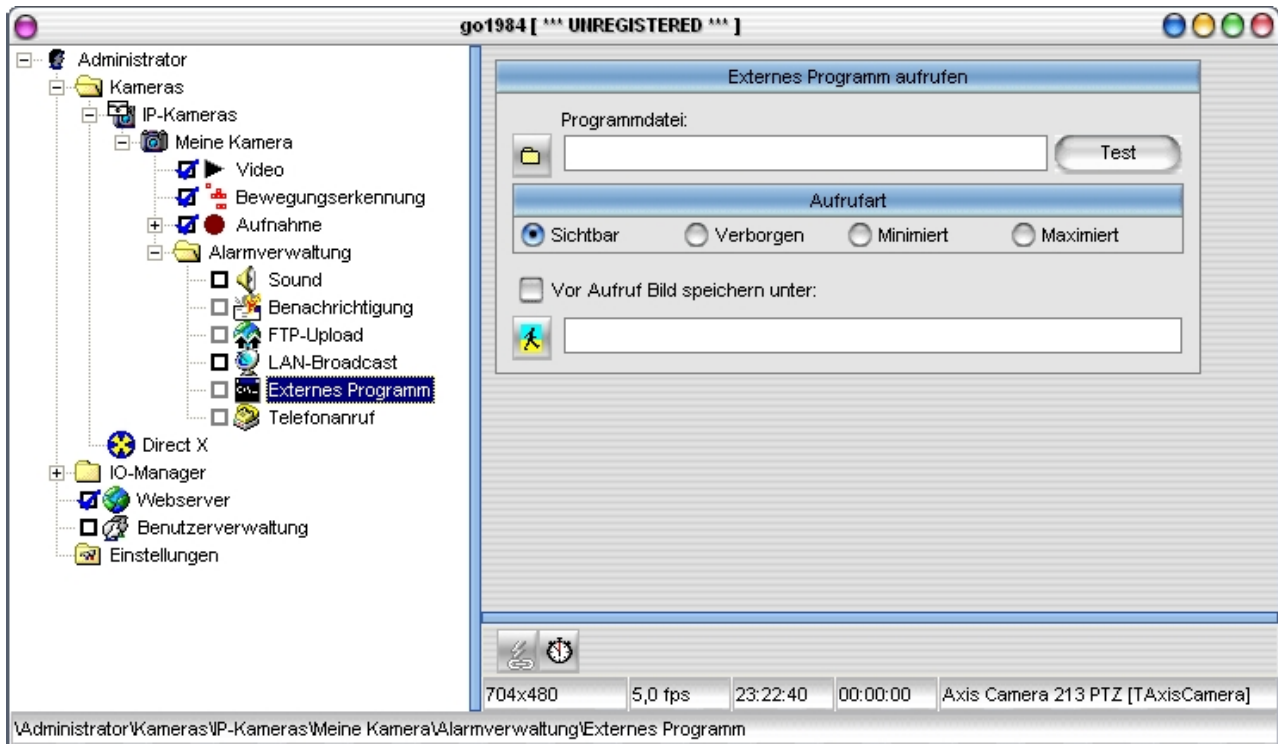 go1984 [ *** UNREGISTERED *** ]
Administrator
Kameras
IP-Kameras
Meine Kamera
Video
Bewegungserkennung
Aufnahme
Alarmverwaltung
Sound
Benachrichtigung
FTP-Upload
LAN-Broadcast
Externes Programm
Telefonanruf
Direct X
IO-Manager
Webserver
Benutzerverwaltung
Einstellungen
Externes Programm aufrufen
Programmdatei:
Test
Aufrufart
Sichtbar Verborgen Minimiert Maximiert
Vor Aufruf Bild speichern unter:
704x480 5,0 fps 23:22:40 00:00:00 Axis Camera 213 PTZ [TAxisCamera]
\Administrator\Kameras\IP-Kameras\Meine Kamera\Alarmverwaltung\Externes Programm